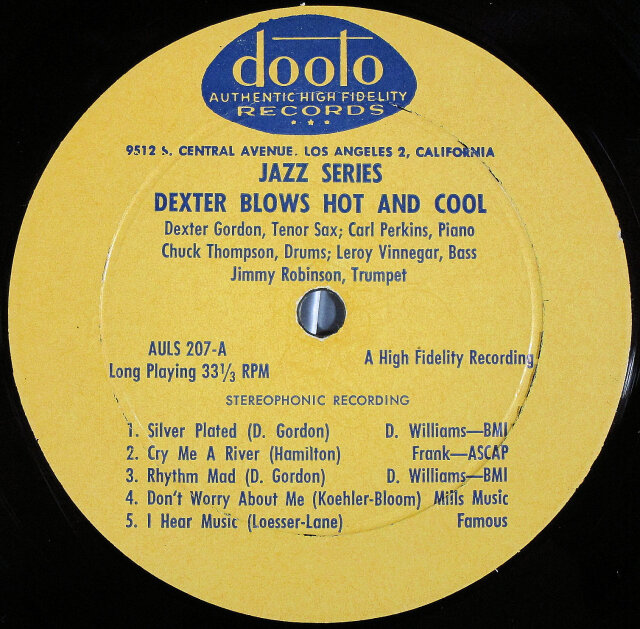 dooto
AUTHENTIC HIGH FIDELITY
RECORDS
9512 S. CENTRAL AVENUE. LOS ANGELES 2, CALIFORNIA
JAZZ SERIES
DEXTER BLOWS HOT AND COOL
Dexter Gordon, Tenor Sax; Carl Perkins, Piano
Chuck Thompson, Drums; Leroy Vinnegar, Bass
Jimmy Robinson, Trumpet
AULS 207-A
Long Playing 33⅓ RPM
A High Fidelity Recording
STEREOPHONIC RECORDING
1. Silver Plated (D. Gordon) D. Williams—BMI
2. Cry Me A River (Hamilton) Frank—ASCAP
3. Rhythm Mad (D. Gordon) D. Williams—BMI
4. Don't Worry About Me (Koehler-Bloom) Mills Music
5. I Hear Music (Loesser-Lane) Famous